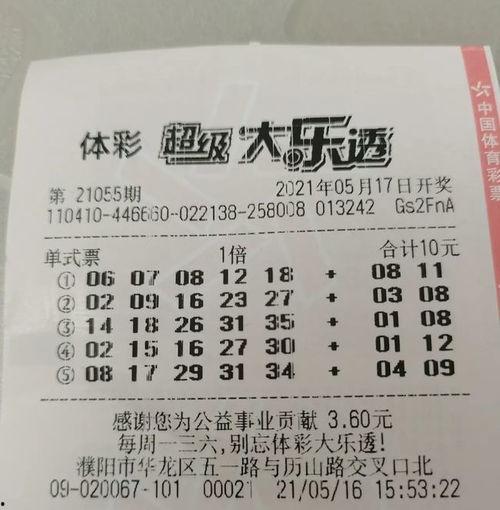 体彩 超级大乐透
第 21055期 2021年05月17日开奖
110410-446660-022138-258008 013242 Gs2FnA
单式票 1倍 合计10元
① 06 07 08 12 18 + 08 11
② 02 09 16 23 27 + 03 08
③ 14 18 26 31 35 + 01 08
④ 02 15 16 27 30 + 01 12
⑤ 08 17 29 31 34 + 04 09
感谢您为公益事业贡献 3.60元
每周一三六,别忘体彩大乐透!
濮阳市华龙区五一路与历山路交叉口北
09-020067-101 00021 21/05/16 15:53:22
中国体育彩票